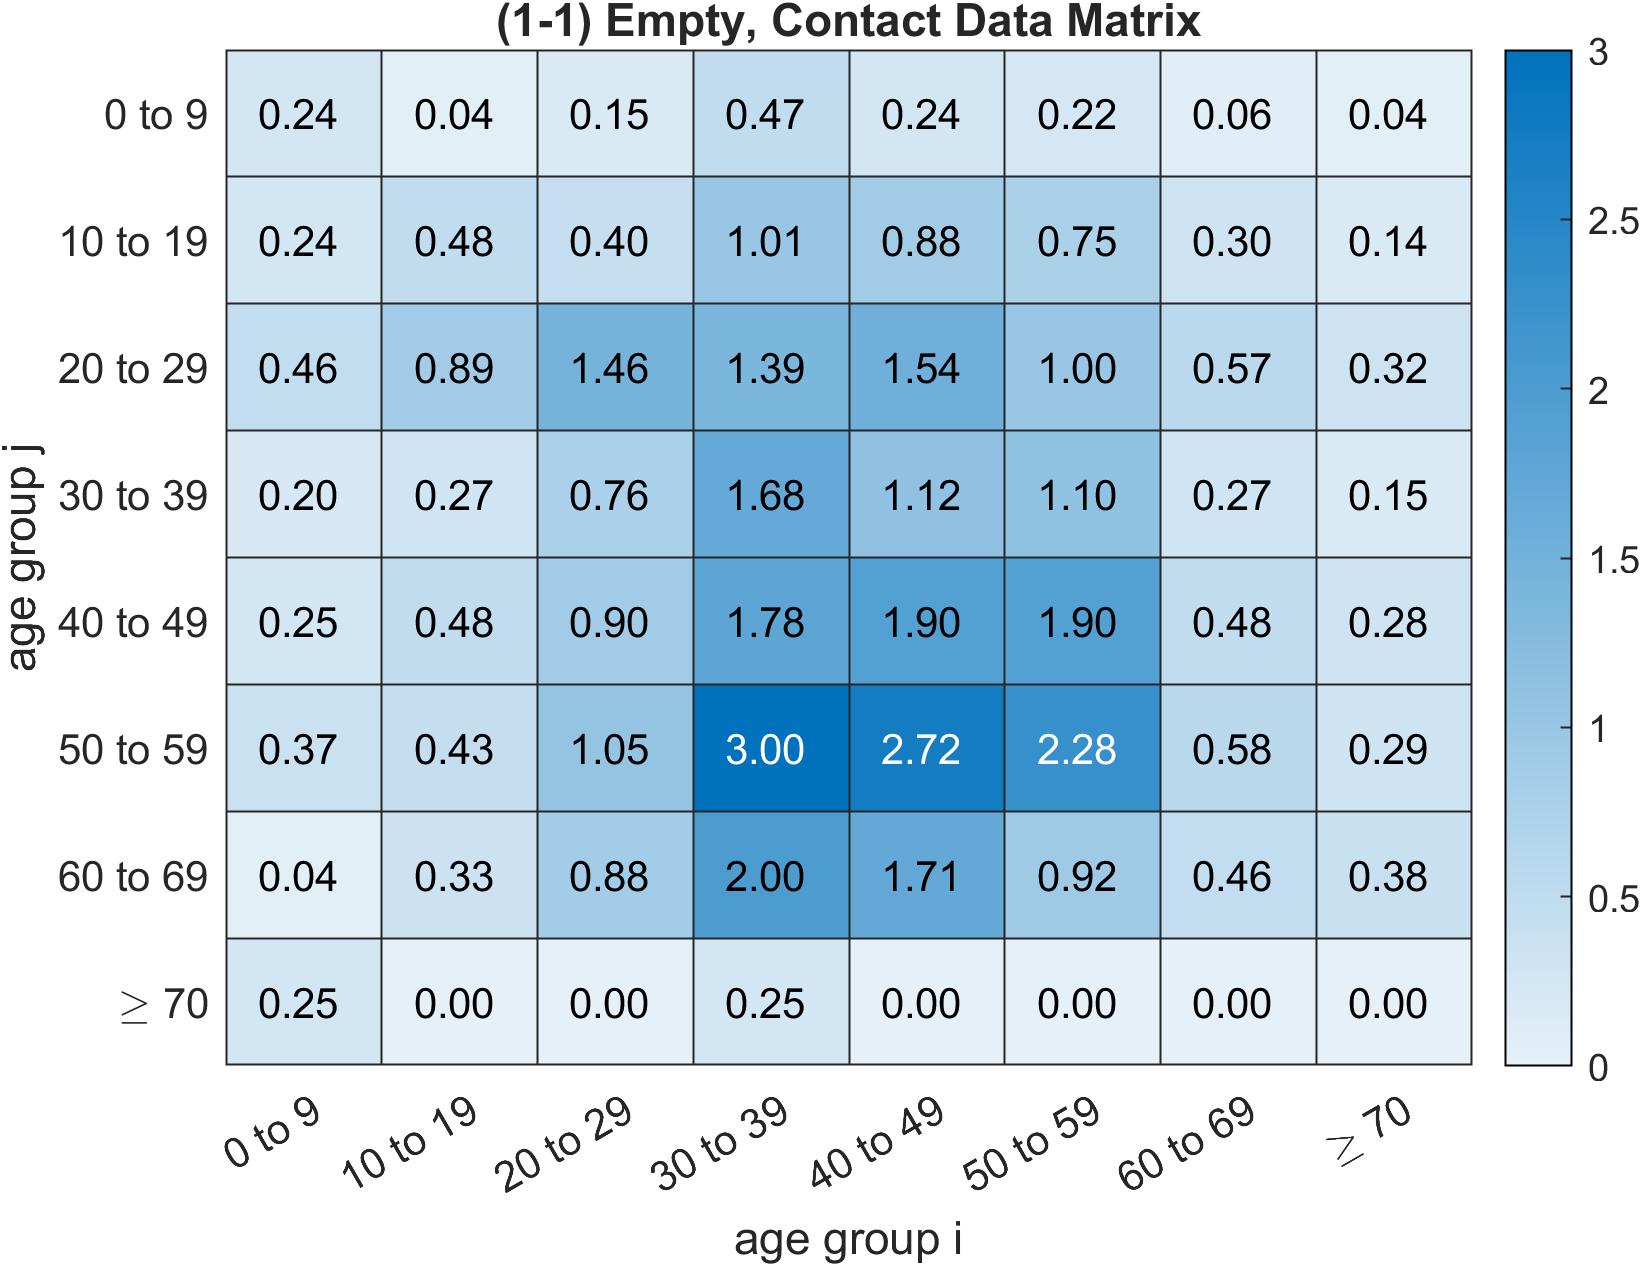 (1-1) Empty, Contact Data Matrix
0 to 9 0.24 0.04 0.15 0.47 0.24 0.22 0.06 0.04
10 to 19 0.24 0.48 0.40 1.01 0.88 0.75 0.30 0.14
20 to 29 0.46 0.89 1.46 1.39 1.54 1.00 0.57 0.32
30 to 39 0.20 0.27 0.76 1.68 1.12 1.10 0.27 0.15
40 to 49 0.25 0.48 0.90 1.78 1.90 1.90 0.48 0.28
50 to 59 0.37 0.43 1.05 3.00 2.72 2.28 0.58 0.29
60 to 69 0.04 0.33 0.88 2.00 1.71 0.92 0.46 0.38
≥ 70 0.25 0.00 0.00 0.25 0.00 0.00 0.00 0.00
0 to 9 10 to 19 20 to 29 30 to 39 40 to 49 50 to 59 60 to 69 ≥ 70
age group i
age group j
3
2.5
2
1.5
1
0.5
0